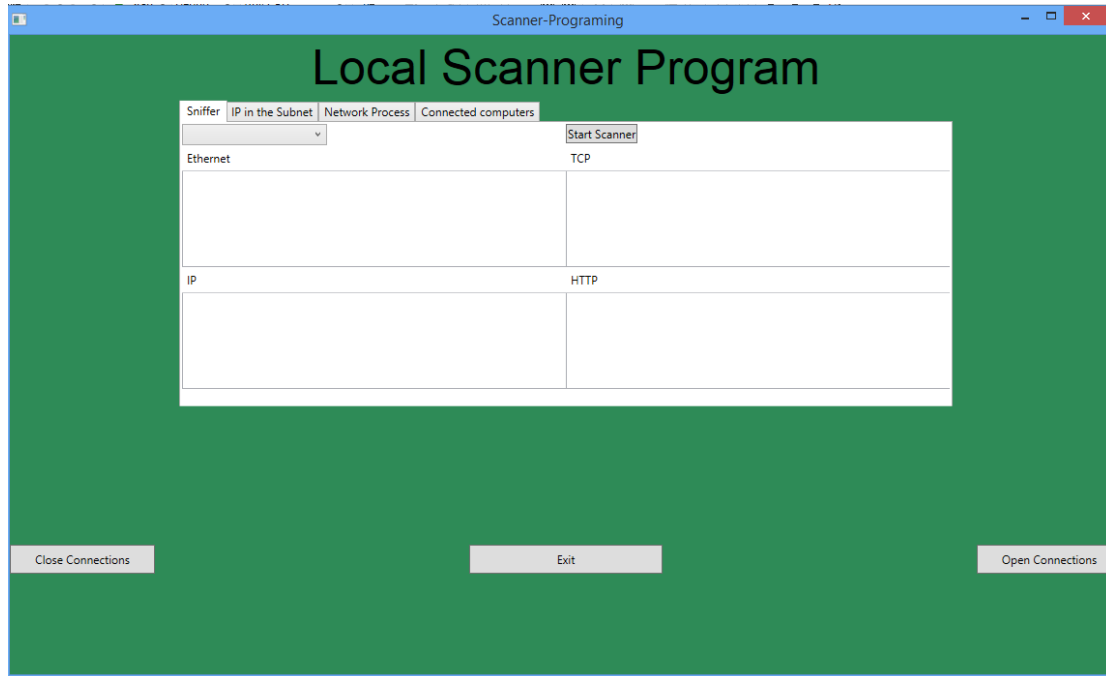 Scanner-Programing
Local Scanner Program
Sniffer IP in the Subnet Network Process Connected computers
Start Scanner
Ethernet TCP
IP HTTP
Close Connections Exit Open Connections